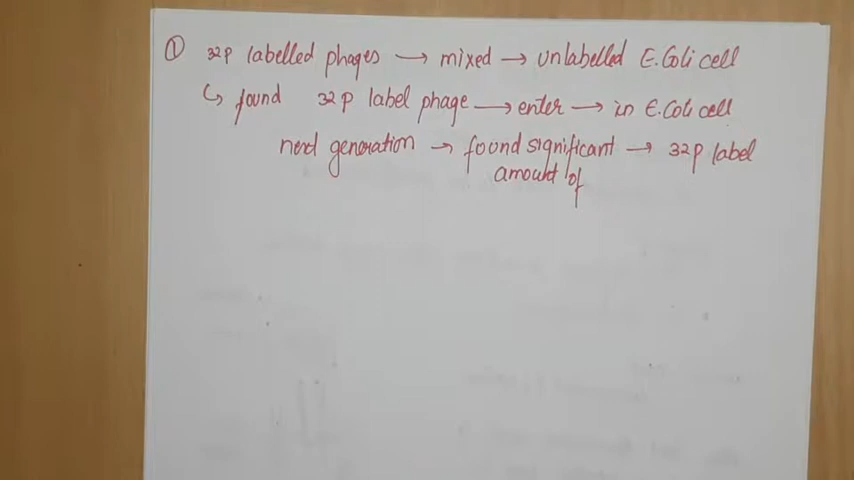 ① 32P labelled phages → mixed → unlabelled E.Coli cell
↳ found 32P label phage → enter → in E.Coli cell
next generation → found significant → 32P label
amount of